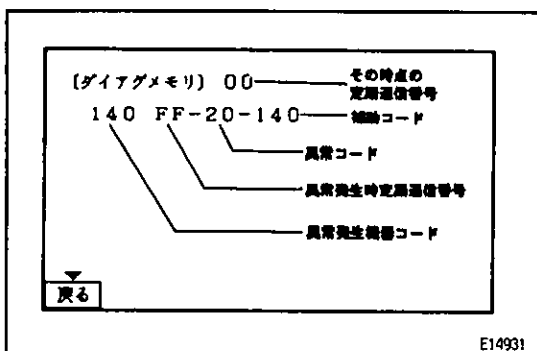 [ダイアグメモリ] 00
その時点の
定期通信番号
140 FF-20-140
補助コード
異常コード
異常発生時定期通信番号
異常発生機器コード
戻る
E14931